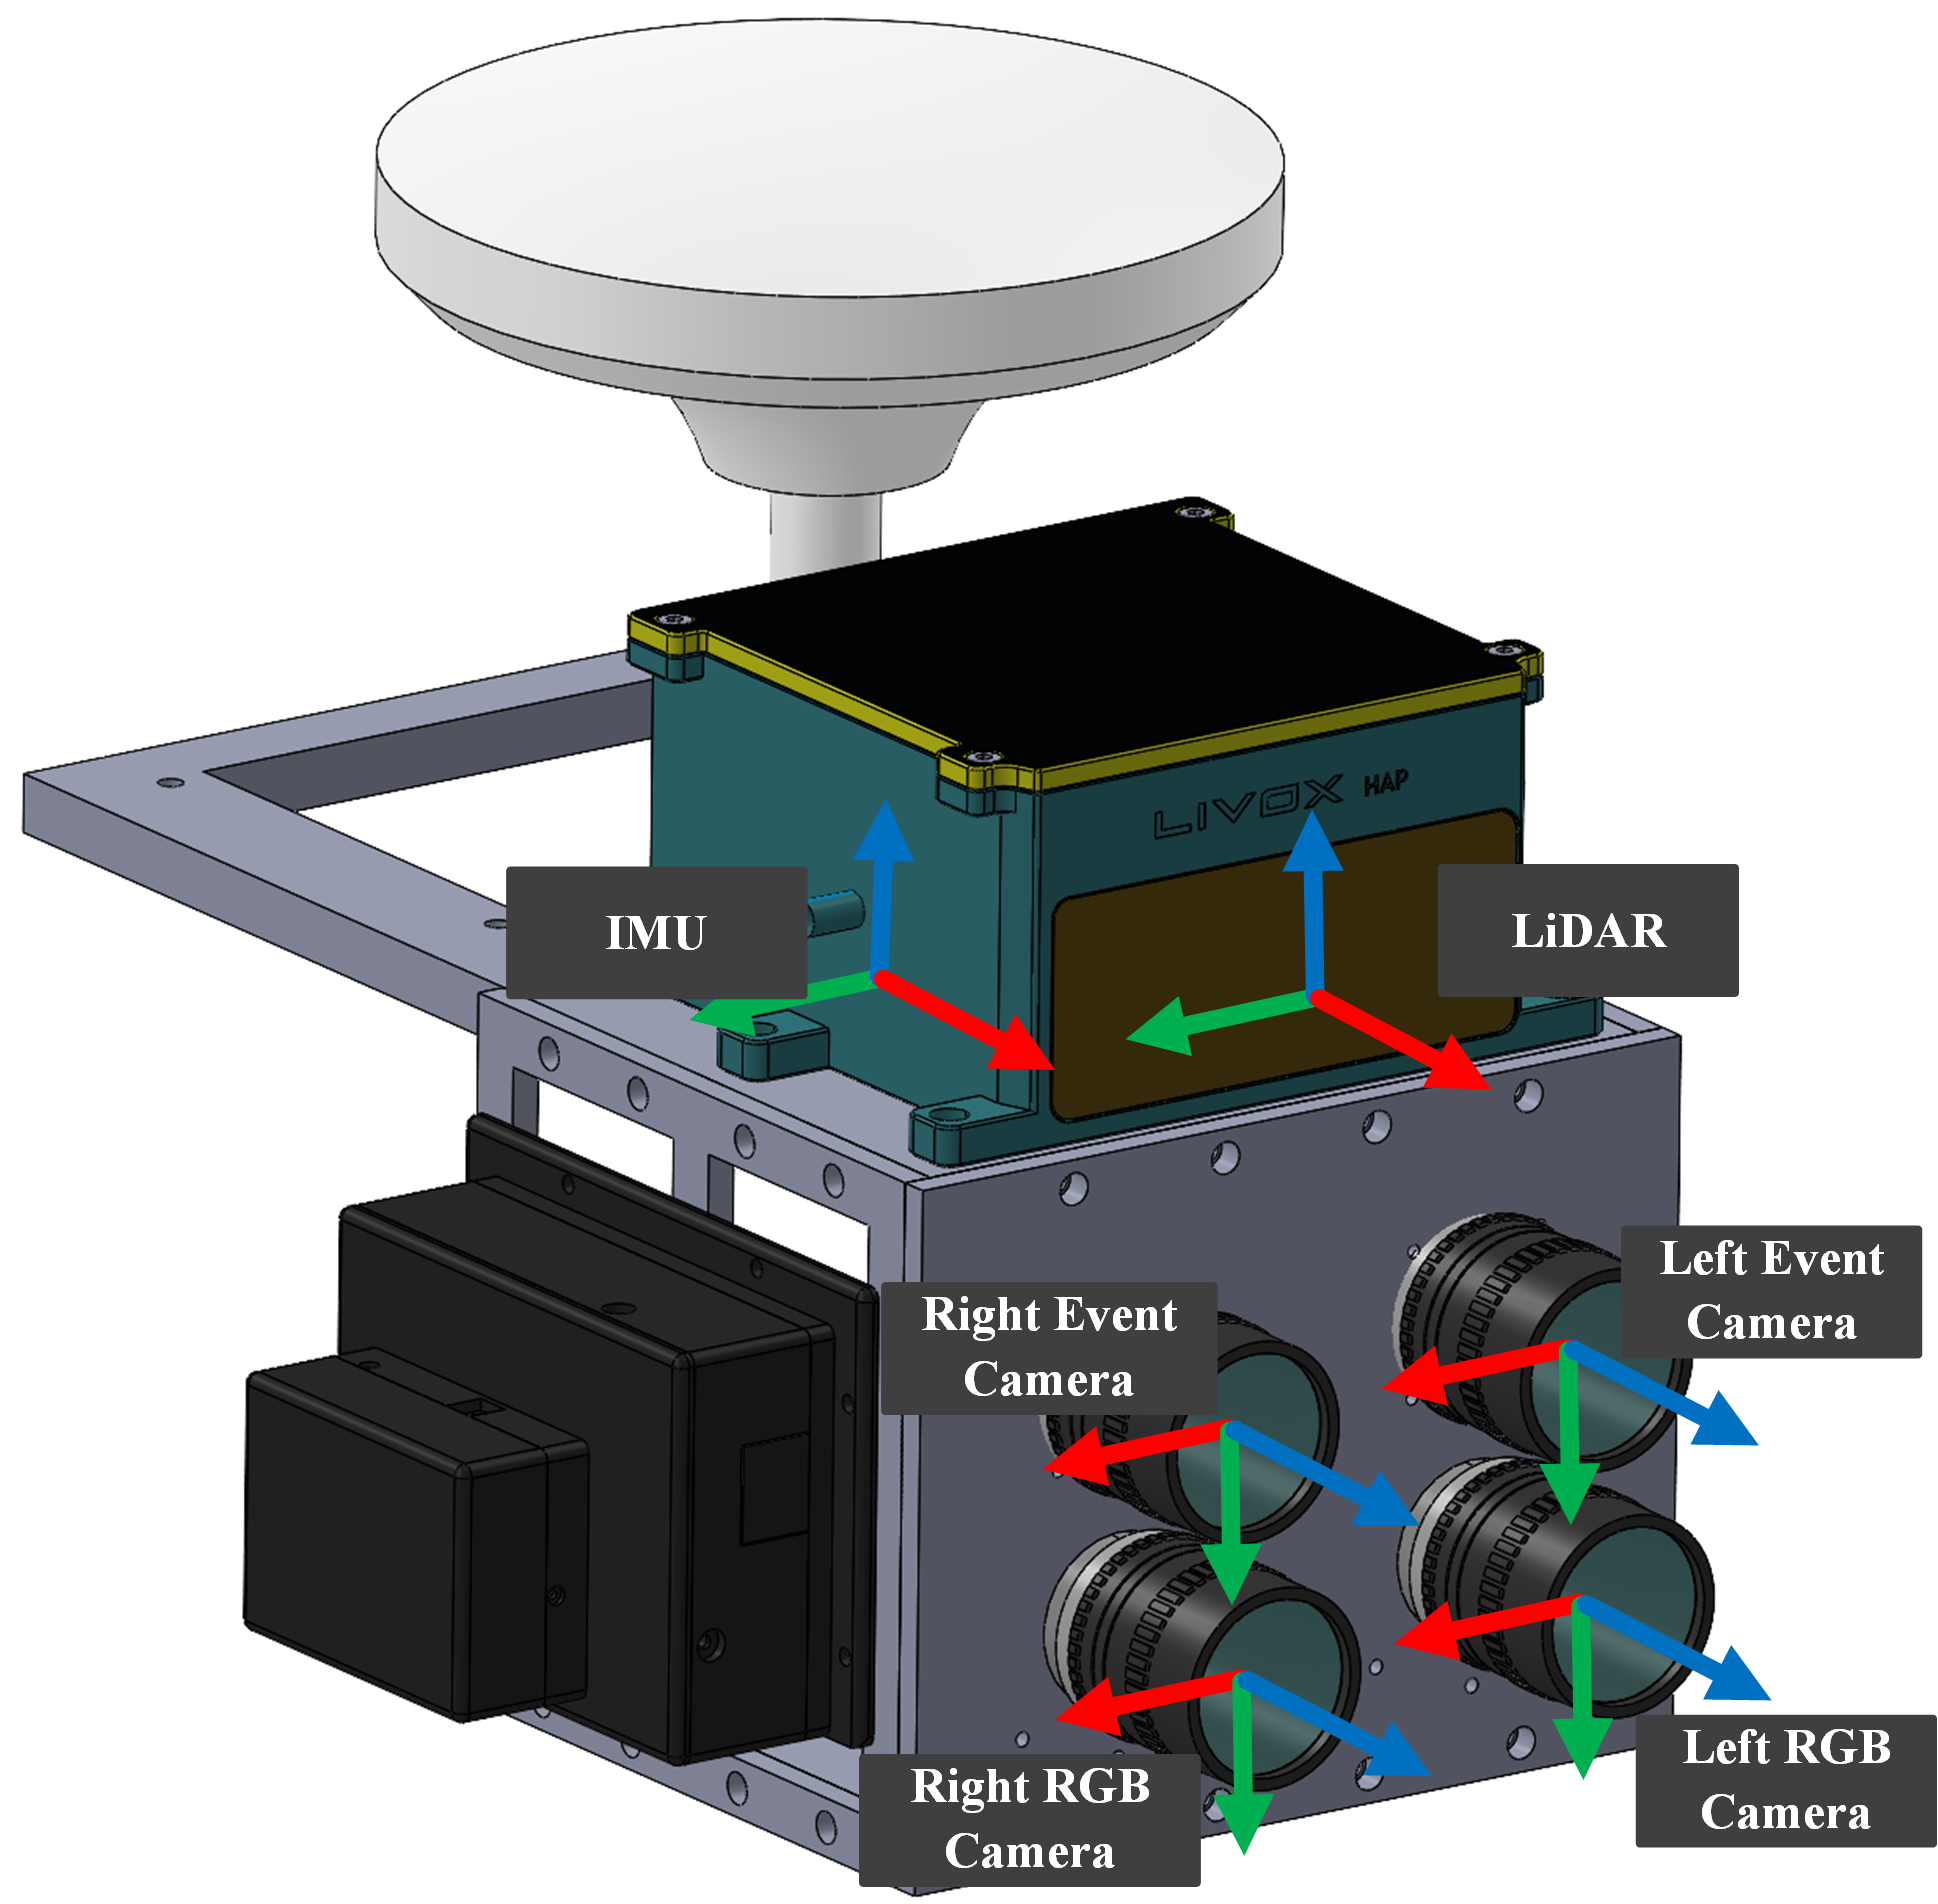 LIVOX HAP
IMU
LiDAR
Left Event
Camera
Right Event
Camera
Left RGB
Camera
Right RGB
Camera